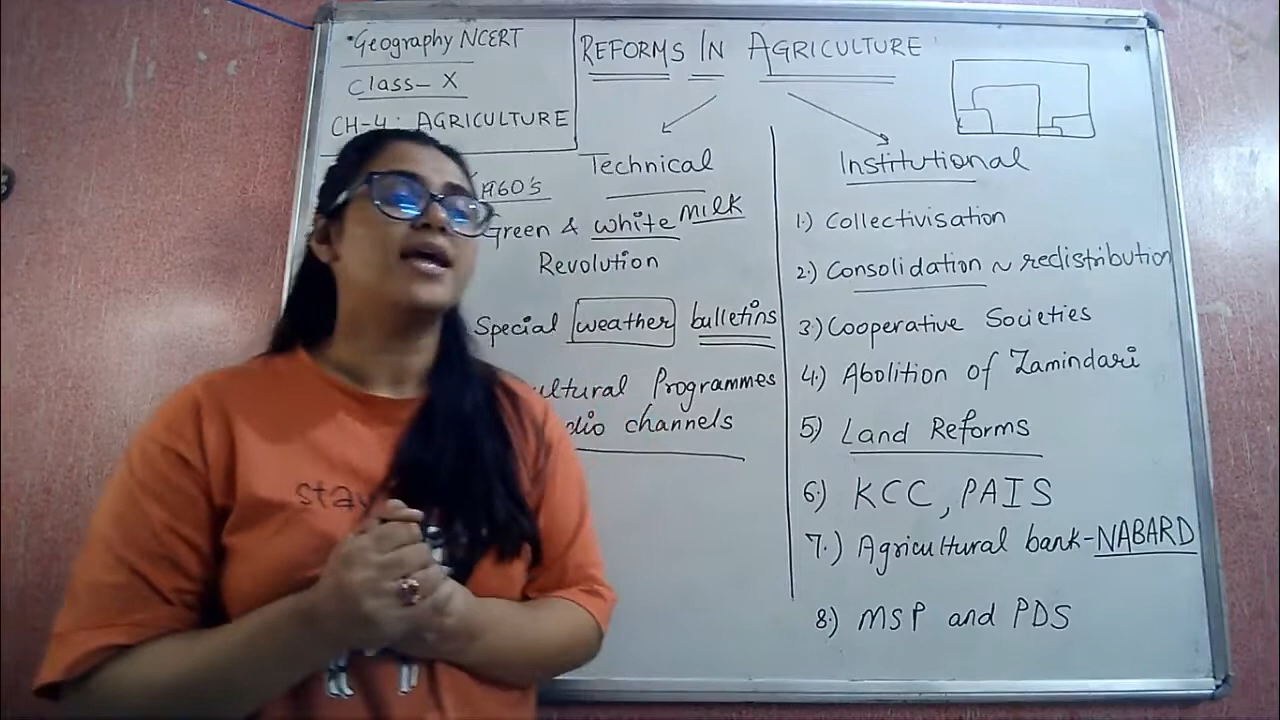 Geography NCERT
Class- X
CH-4: AGRICULTURE
REFORMS IN AGRICULTURE
Technical
1960's
Green & white milk
Revolution
Special weather bulletins
Programmes
channels
Institutional
1.) Collectivisation
2.) Consolidation ~ redistribution
3.) Cooperative Societies
4.) Abolition of Zamindari
5) Land Reforms
6.) KCC, PAIS
7.) Agricultural bank-NABARD
8.) MSP and PDS